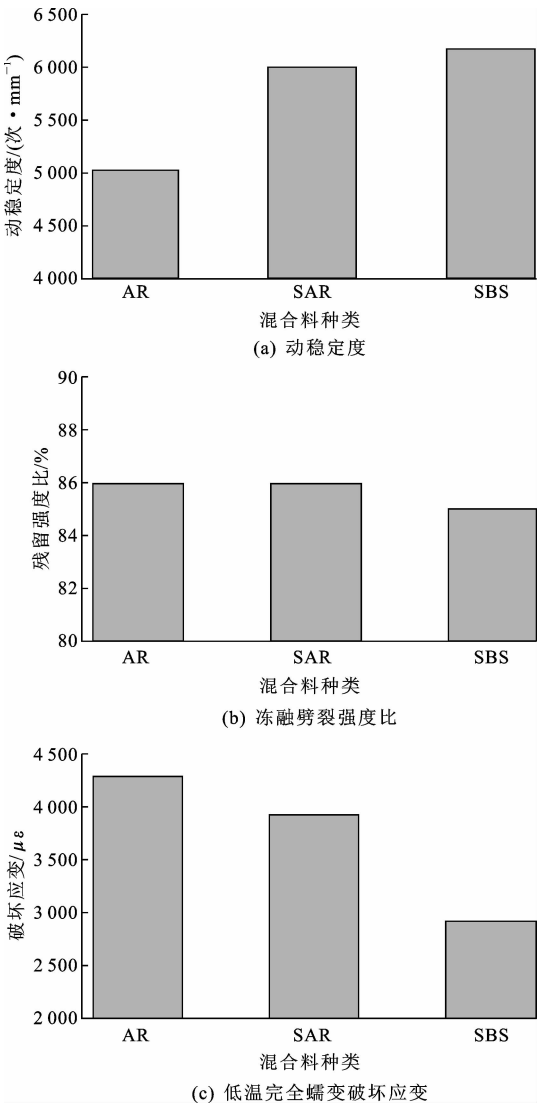 动稳定度/(次·mm⁻¹)
6 500
6 000
5 500
5 000
4 500
4 000
AR SAR SBS
混合料种类
(a) 动稳定度
残留强度比/%
90
88
86
84
82
80
AR SAR SBS
混合料种类
(b) 冻融劈裂强度比
破坏应变/με
4 500
4 000
3 500
3 000
2 500
2 000
AR SAR SBS
混合料种类
(c) 低温完全蠕变破坏应变